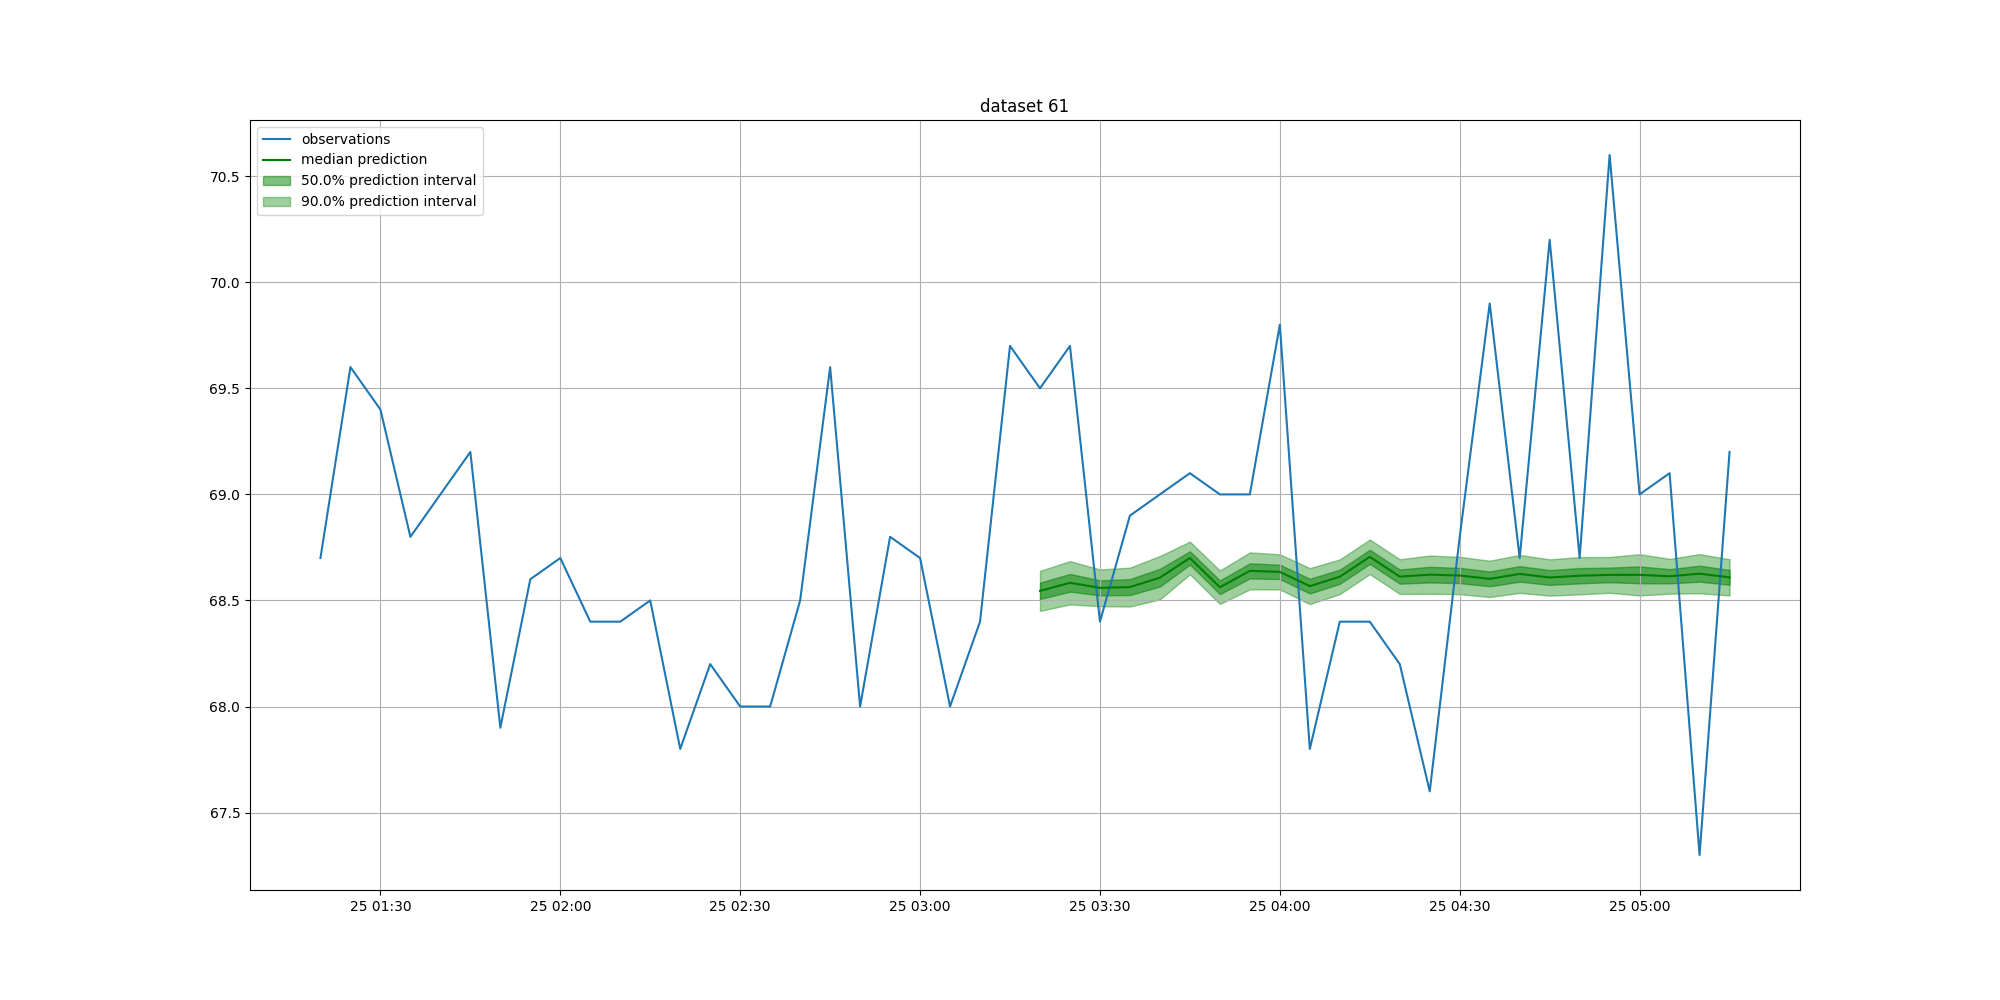 dataset 61
observations
median prediction
50.0% prediction interval
90.0% prediction interval
70.5
70.0
69.5
69.0
68.5
68.0
67.5
25 01:30 25 02:00 25 02:30 25 03:00 25 03:30 25 04:00 25 04:30 25 05:00